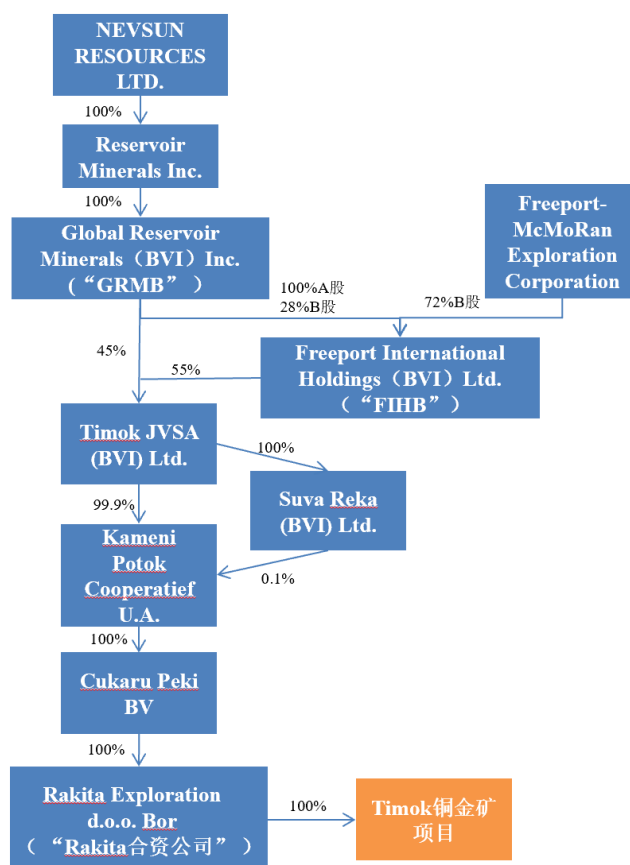 NEVSUN
RESOURCES
LTD.
100%
Reservoir
Minerals Inc.
100%
Global Reservoir
Minerals（BVI）Inc.
(“GRMB” ）
Freeport-
McMoRan
Exploration
Corporation
100%A股
28%B股
72%B股
45%
55%
Freeport International
Holdings（BVI）Ltd.
（ “FIHB” ）
Timok JVSA
(BVI) Ltd.
100%
99.9%
Suva Reka
(BVI) Ltd.
Kameni
Potok
Cooperatief
U.A.
0.1%
100%
Cukaru Peki
BV
100%
Rakita Exploration
d.o.o. Bor
（ “Rakita合资公司” ）
100%
Timok铜金矿
项目